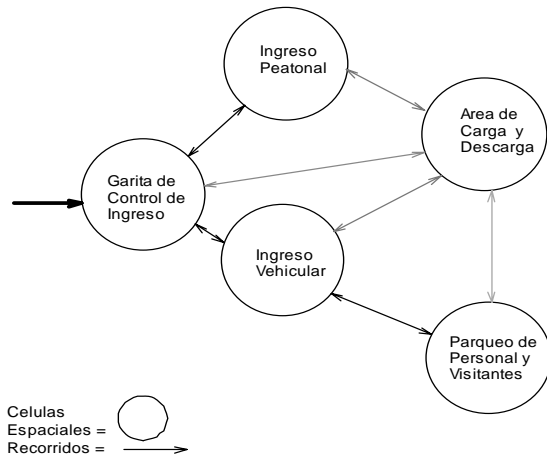 Ingreso
Peatonal
Area de
Carga y
Descarga
Garita de
Control de
Ingreso
Ingreso
Vehicular
Parqueo de
Personal y
Visitantes
Celulas
Espaciales =
Recorridos =